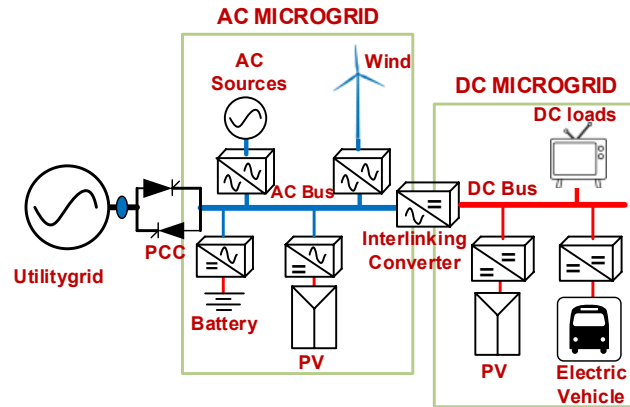 AC MICROGRID
AC
Sources
Wind
DC MICROGRID
DC loads
AC Bus
DC Bus
PCC
Interlinking
Converter
Utilitygrid
Battery
PV
PV
Electric
Vehicle